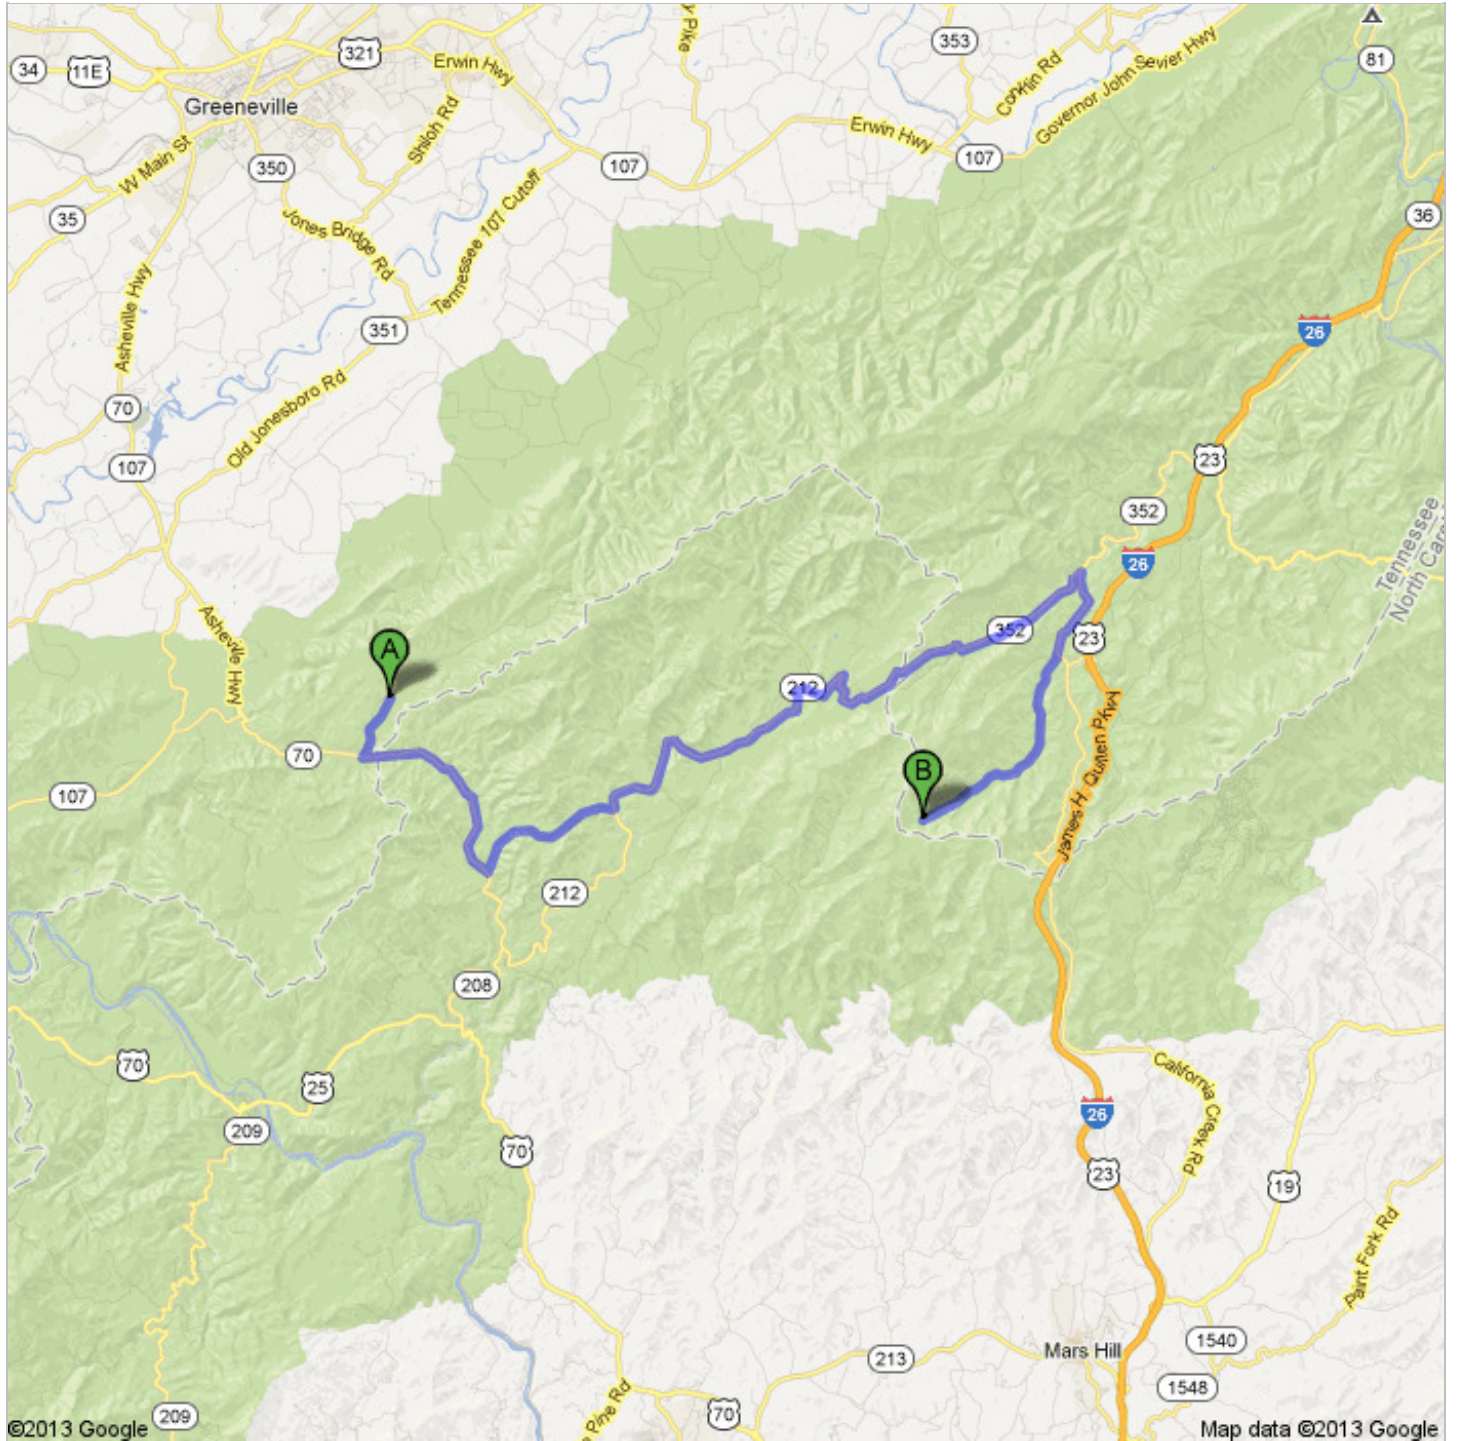 34
11E
321
Erwin Hwy
353
Conklin Rd
Governor John Sevier Hwy
81
Greeneville
Shiloh Rd
W Main St
350
107
Erwin Hwy
107
35
Jones Bridge Rd
Tennessee 107 Cutoff
36
Asheville Hwy
351
26
70
Old Jonesboro Rd
107
23
352
26
Tennessee
Asheville Hwy
352
23
A
212
70
James H Quillen Pkwy
B
107
212
208
70
25
California Creek Rd
26
209
70
23
19
Paint Fork Rd
Mars Hill
1540
213
1548
Pine Rd
70
209
©2013 Google
Map data ©2013 Google